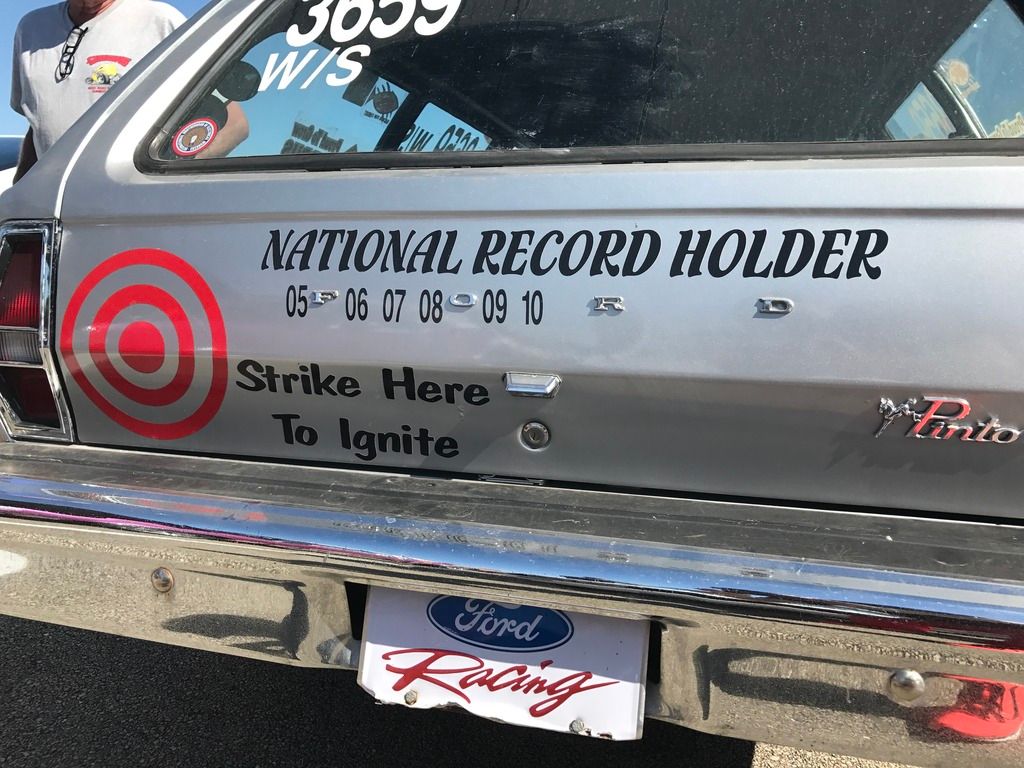 3659
W/S
NATIONAL RECORD HOLDER
05 F 06 07 08 O 09 10 R D
Strike Here
To Ignite
Pinto
Ford
Racing